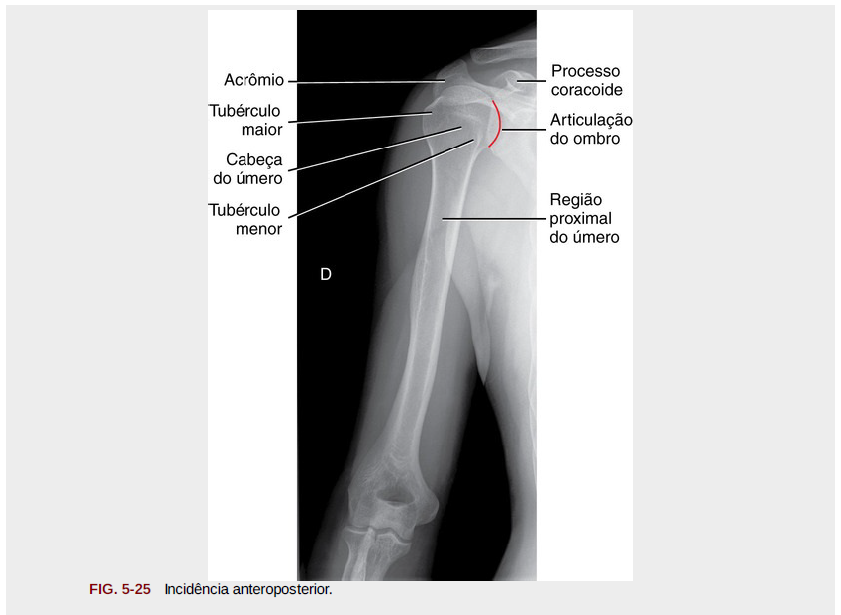 Acrômio
Tubérculo
maior
Cabeça
do úmero
Tubérculo
menor
Processo
coracoide
Articulação
do ombro
Região
proximal
do úmero
D
FIG. 5-25 Incidência anteroposterior.